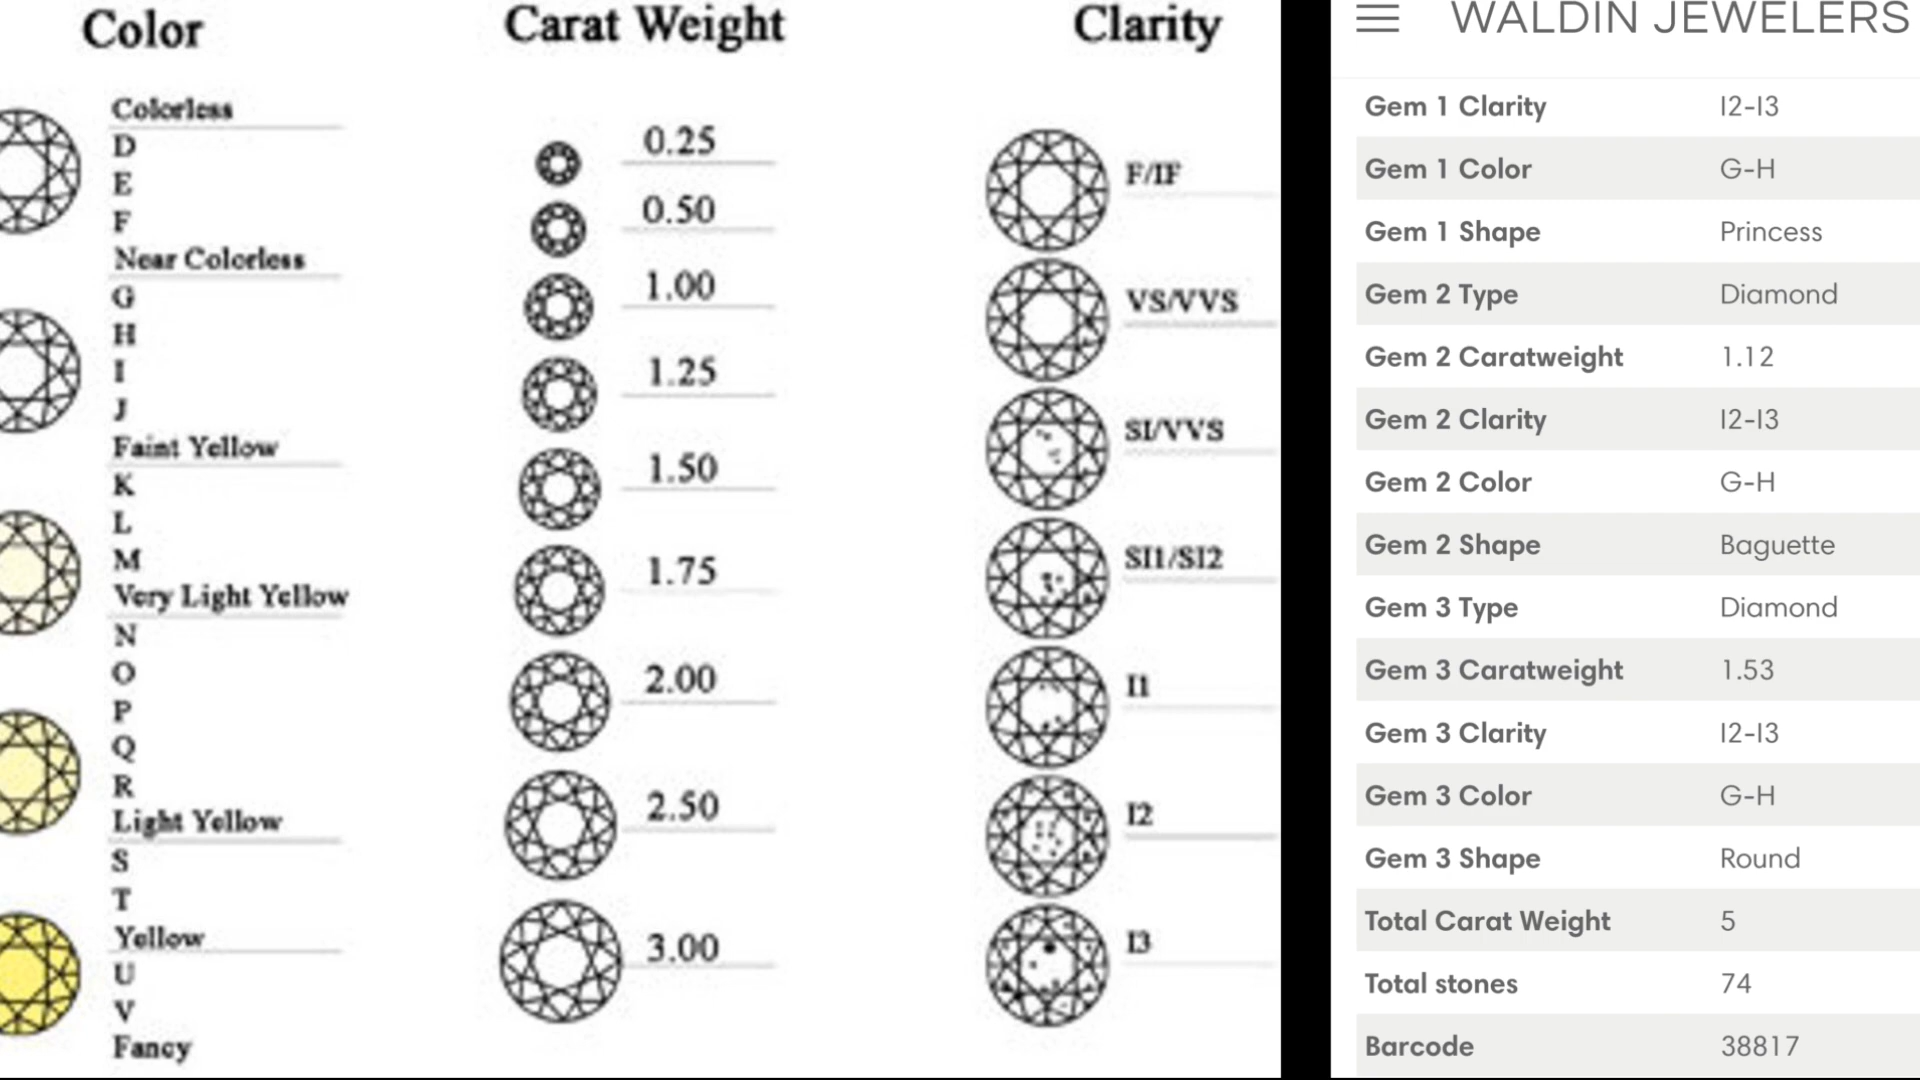 Color
Colorless
D
E
F
Near Colorless
G
H
I
J
Faint Yellow
K
L
M
Very Light Yellow
N
O
P
Q
R
Light Yellow
S
T
Yellow
U
V
Fancy
Carat Weight
0.25
0.50
1.00
1.25
1.50
1.75
2.00
2.50
3.00
Clarity
F/IF
VS/VVS
SI/VVS
SI1/SI2
I1
I2
I3
WALDIN JEWELERS
Gem 1 Clarity I2-I3
Gem 1 Color G-H
Gem 1 Shape Princess
Gem 2 Type Diamond
Gem 2 Caratweight 1.12
Gem 2 Clarity I2-I3
Gem 2 Color G-H
Gem 2 Shape Baguette
Gem 3 Type Diamond
Gem 3 Caratweight 1.53
Gem 3 Clarity I2-I3
Gem 3 Color G-H
Gem 3 Shape Round
Total Carat Weight 5
Total stones 74
Barcode 38817